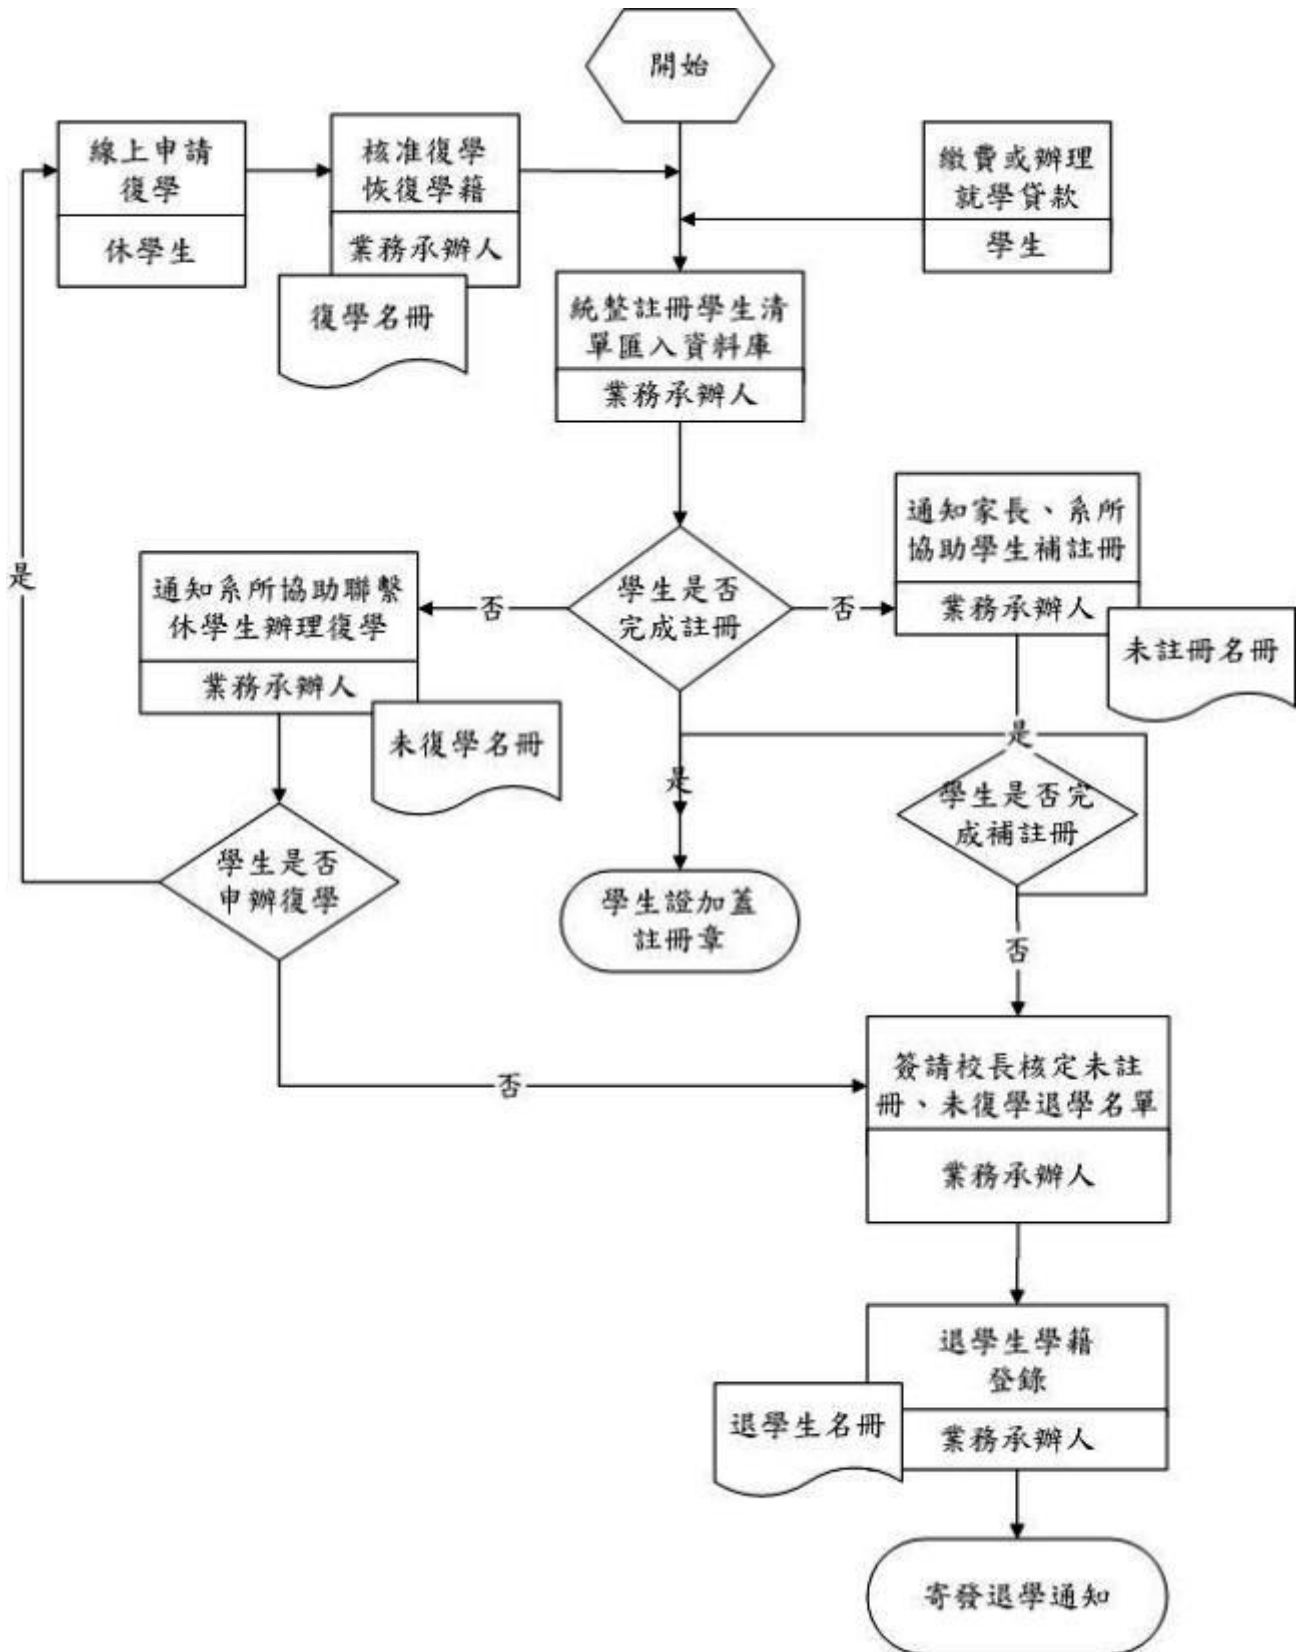 開始
線上申請
復學
休學生
核准復學
恢復學籍
業務承辦人
復學名冊
繳費或辦理
就學貸款
學生
統整註冊學生清
單匯入資料庫
業務承辦人
學生是否
完成註冊
否
否
是
通知家長、系所
協助學生補註冊
業務承辦人
未註冊名冊
通知系所協助聯繫
休學生辦理復學
業務承辦人
未復學名冊
是
是
學生是否完
成補註冊
學生是否
申辦復學
學生證加蓋
註冊章
否
否
簽請校長核定未註
冊、未復學退學名單
業務承辦人
退學生學籍
登錄
業務承辦人
退學生名冊
寄發退學通知